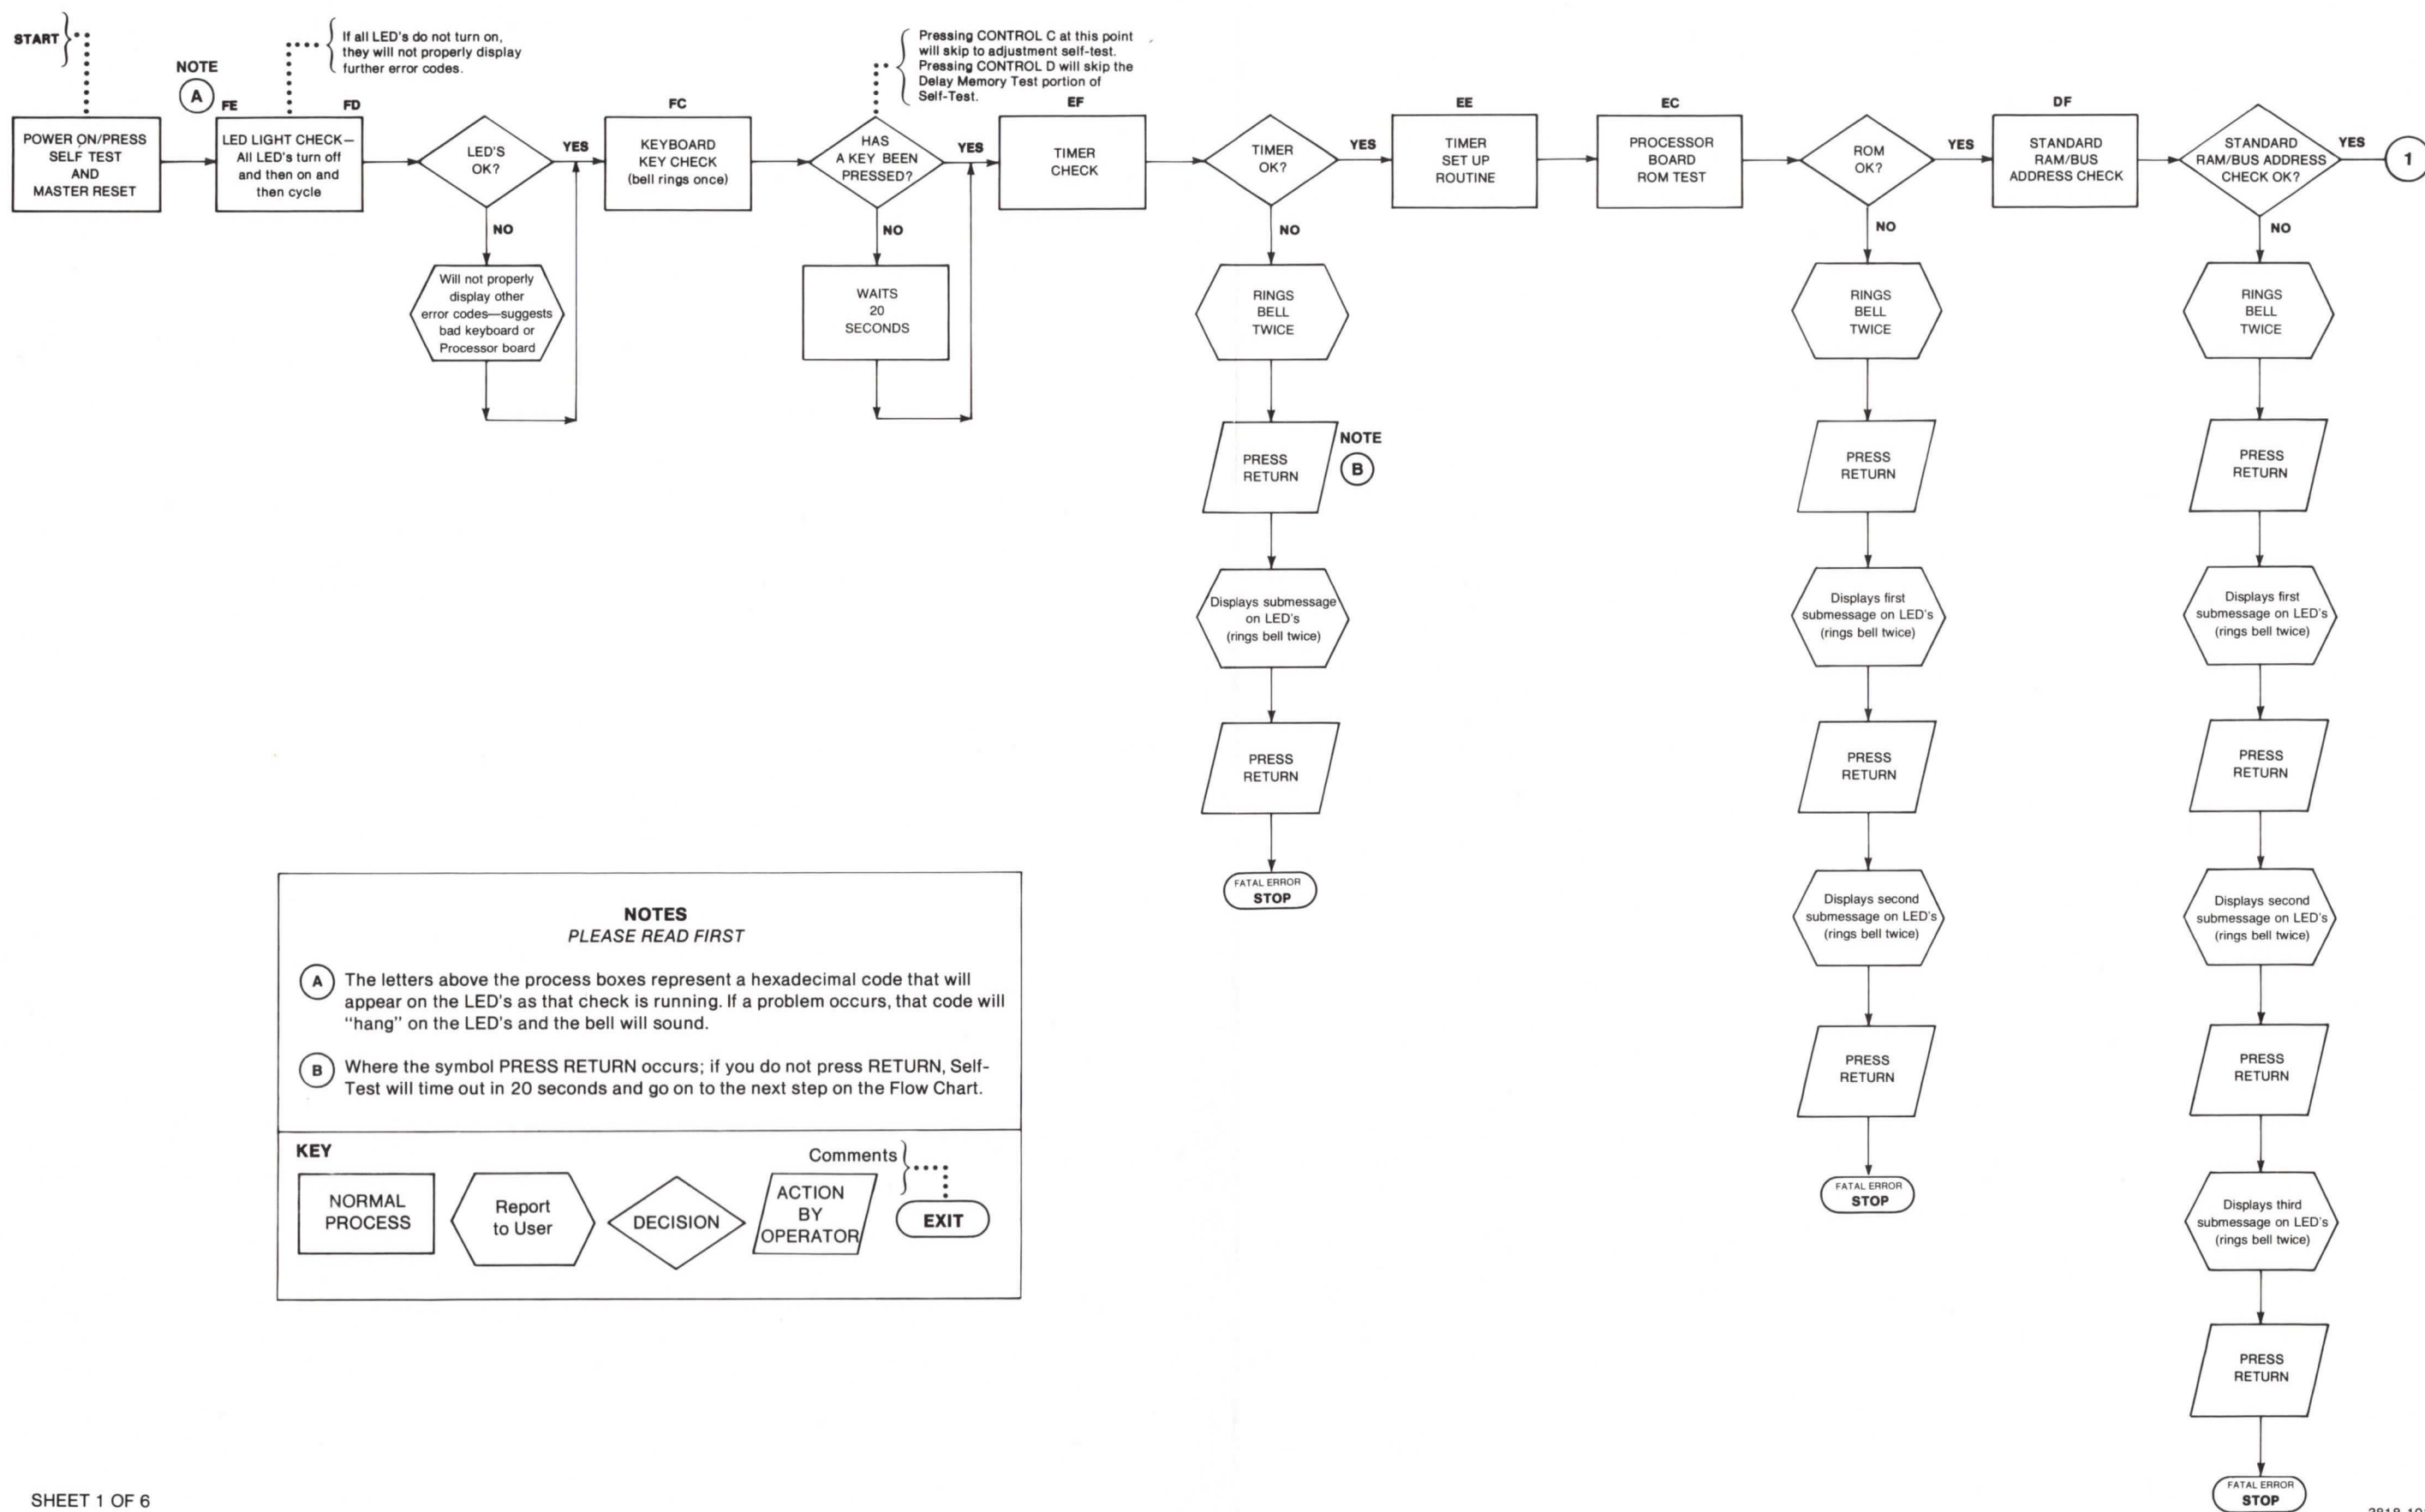 START
If all LED's do not turn on,
they will not properly display
further error codes.
Pressing CONTROL C at this point
will skip to adjustment self-test.
Pressing CONTROL D will skip the
Delay Memory Test portion of
Self-Test.
NOTE
A
FE
FD
FC
EF
EE
EC
DF
POWER ON/PRESS
SELF TEST
AND
MASTER RESET
LED LIGHT CHECK—
All LED's turn off
and then on and
then cycle
LED'S
OK?
YES
KEYBOARD
KEY CHECK
(bell rings once)
HAS
A KEY BEEN
PRESSED?
YES
TIMER
CHECK
TIMER
OK?
YES
TIMER
SET UP
ROUTINE
PROCESSOR
BOARD
ROM TEST
ROM
OK?
YES
STANDARD
RAM/BUS
ADDRESS CHECK
STANDARD
RAM/BUS ADDRESS
CHECK OK?
YES
1
NO
Will not properly
display other
error codes—suggests
bad keyboard or
Processor board
NO
WAITS
20
SECONDS
NO
RINGS
BELL
TWICE
PRESS
RETURN
NOTE
B
Displays submessage
on LED's
(rings bell twice)
PRESS
RETURN
FATAL ERROR
STOP
NO
RINGS
BELL
TWICE
PRESS
RETURN
Displays first
submessage on LED's
(rings bell twice)
PRESS
RETURN
Displays second
submessage on LED's
(rings bell twice)
PRESS
RETURN
FATAL ERROR
STOP
NO
RINGS
BELL
TWICE
PRESS
RETURN
Displays first
submessage on LED's
(rings bell twice)
PRESS
RETURN
Displays second
submessage on LED's
(rings bell twice)
PRESS
RETURN
Displays third
submessage on LED's
(rings bell twice)
PRESS
RETURN
FATAL ERROR
STOP
NOTES
PLEASE READ FIRST
A The letters above the process boxes represent a hexadecimal code that will
appear on the LED's as that check is running. If a problem occurs, that code will
"hang" on the LED's and the bell will sound.
B Where the symbol PRESS RETURN occurs; if you do not press RETURN, Self-
Test will time out in 20 seconds and go on to the next step on the Flow Chart.
KEY
NORMAL
PROCESS
Report
to User
DECISION
ACTION
BY
OPERATOR
Comments
EXIT
SHEET 1 OF 6